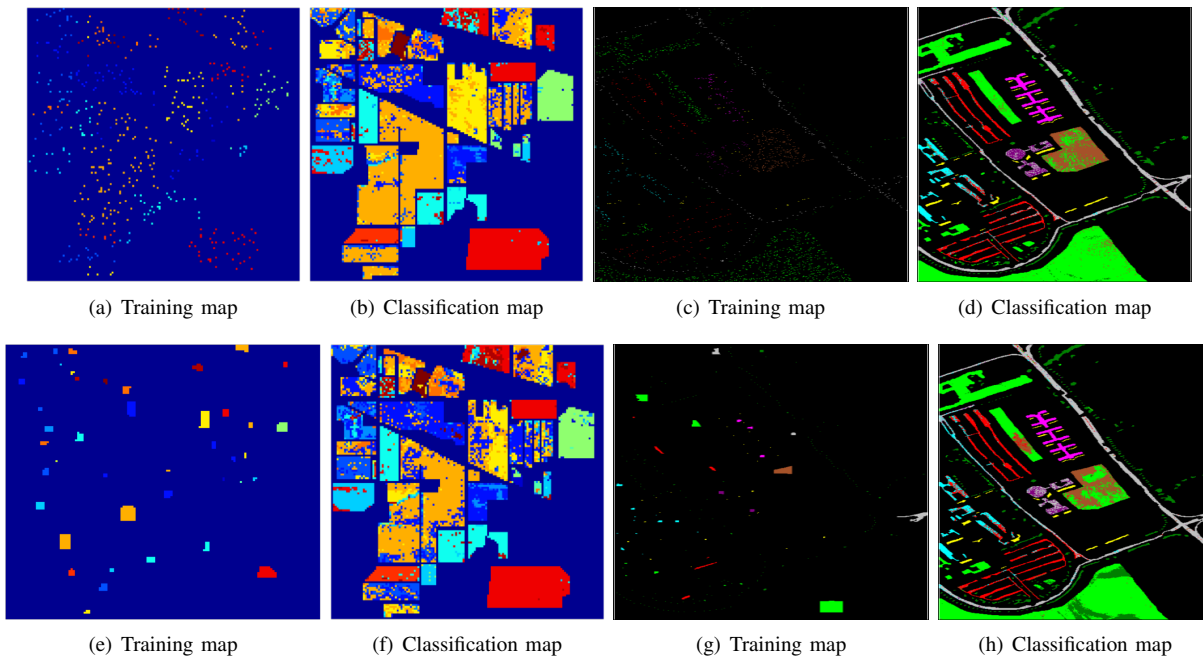 (a) Training map
(b) Classification map
(c) Training map
(d) Classification map
(e) Training map
(f) Classification map
(g) Training map
(h) Classification map